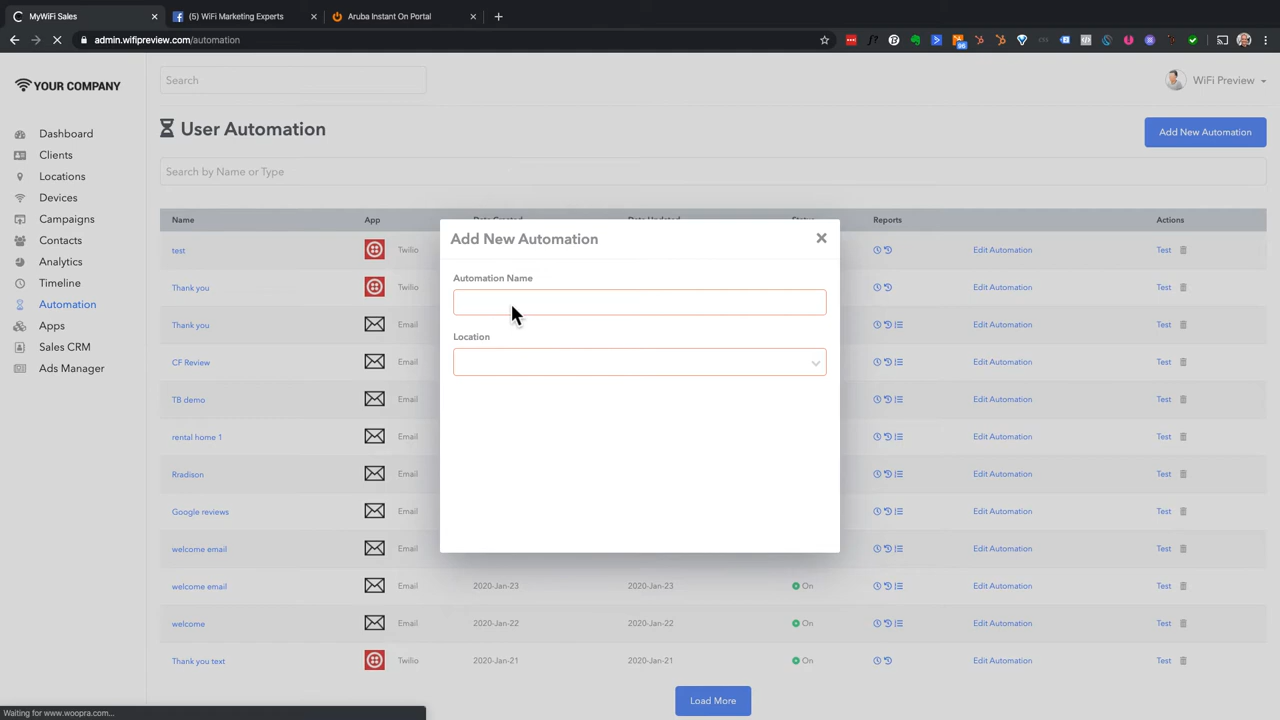 MyWiFi Sales
(5) WiFi Marketing Experts
Aruba Instant On Portal
admin.wifipreview.com/automation
YOUR COMPANY
Search
WiFi Preview
Dashboard
Clients
Locations
Devices
Campaigns
Contacts
Analytics
Timeline
Automation
Apps
Sales CRM
Ads Manager
User Automation
Add New Automation
Search by Name or Type
Name App Date Created Date Updated Status Reports Actions
test Twilio Edit Automation Test
Thank you Twilio Edit Automation Test
Thank you Email Edit Automation Test
CF Review Email Edit Automation Test
TB demo Email Edit Automation Test
rental home 1 Email Edit Automation Test
Rradison Email Edit Automation Test
Google reviews Email Edit Automation Test
welcome email Email Edit Automation Test
welcome email Email 2020-Jan-23 2020-Jan-23 On Edit Automation Test
welcome Email 2020-Jan-22 2020-Jan-22 On Edit Automation Test
Thank you text Twilio 2020-Jan-21 2020-Jan-21 On Edit Automation Test
Load More
Add New Automation
Automation Name
Location
Waiting for www.woopra.com...